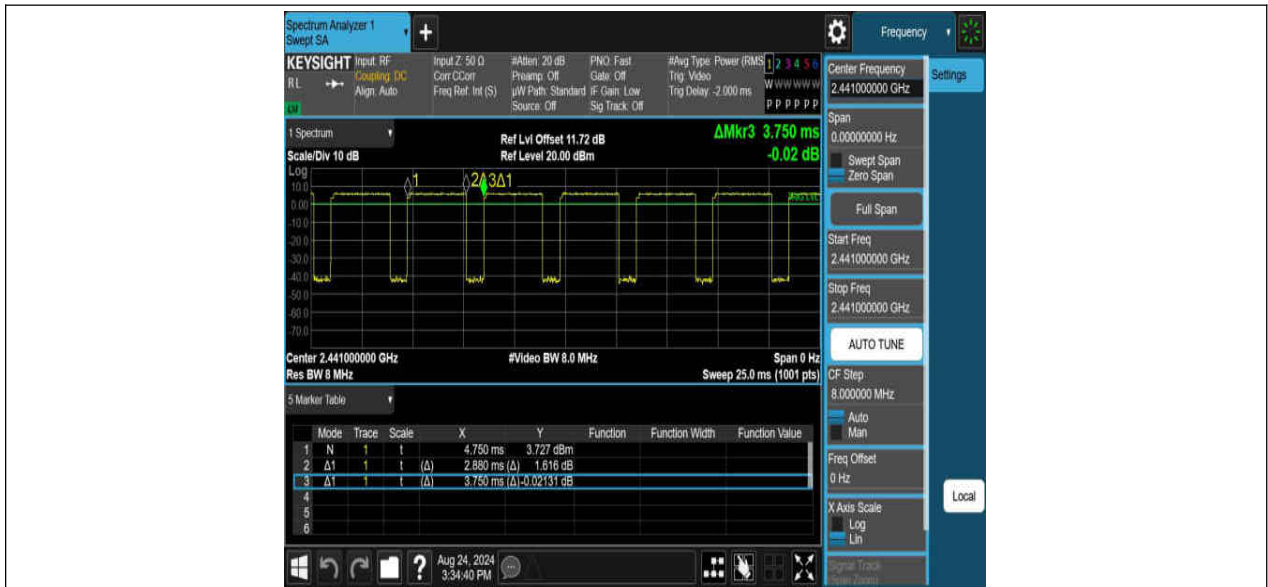 Spectrum Analyzer 1
Swept SA
+
Frequency
KEYSIGHT
RL
LXI
Input: RF
Coupling: DC
Align: Auto
Input Z: 50 Ω
Corr CCorr
Freq Ref: Int (S)
#Atten: 20 dB
Preamp: Off
µW Path: Standard
Source: Off
PNO: Fast
Gate: Off
IF Gain: Low
Sig Track: Off
#Avg Type: Power (RMS
Trig: Video
Trig Delay: -2.000 ms
1 2 3 4 5 6
W W W W W W
P P P P P P
Center Frequency
2.441000000 GHz
Settings
Span
0.00000000 Hz
Swept Span
Zero Span
Full Span
Start Freq
2.441000000 GHz
Stop Freq
2.441000000 GHz
AUTO TUNE
CF Step
8.000000 MHz
Auto
Man
Freq Offset
0 Hz
X Axis Scale
Log
Lin
Signal Track
(Span Zoom)
Local
1 Spectrum
Scale/Div 10 dB
Ref Lvl Offset 11.72 dB
Ref Level 20.00 dBm
ΔMkr3 3.750 ms
-0.02 dB
Log
1
2Δ3Δ1
10.0
0.00
TRIG LVL
-10.0
-20.0
-30.0
-40.0
-50.0
-60.0
-70.0
Center 2.441000000 GHz
#Video BW 8.0 MHz
Span 0 Hz
Res BW 8 MHz
Sweep 25.0 ms (1001 pts)
5 Marker Table
Mode Trace Scale X Y Function Function Width Function Value
1 N 1 t 4.750 ms 3.727 dBm
2 Δ1 1 t (Δ) 2.880 ms (Δ) 1.616 dB
3 Δ1 1 t (Δ) 3.750 ms (Δ) -0.02131 dB
4
5
6
?
Aug 24, 2024
3:34:40 PM